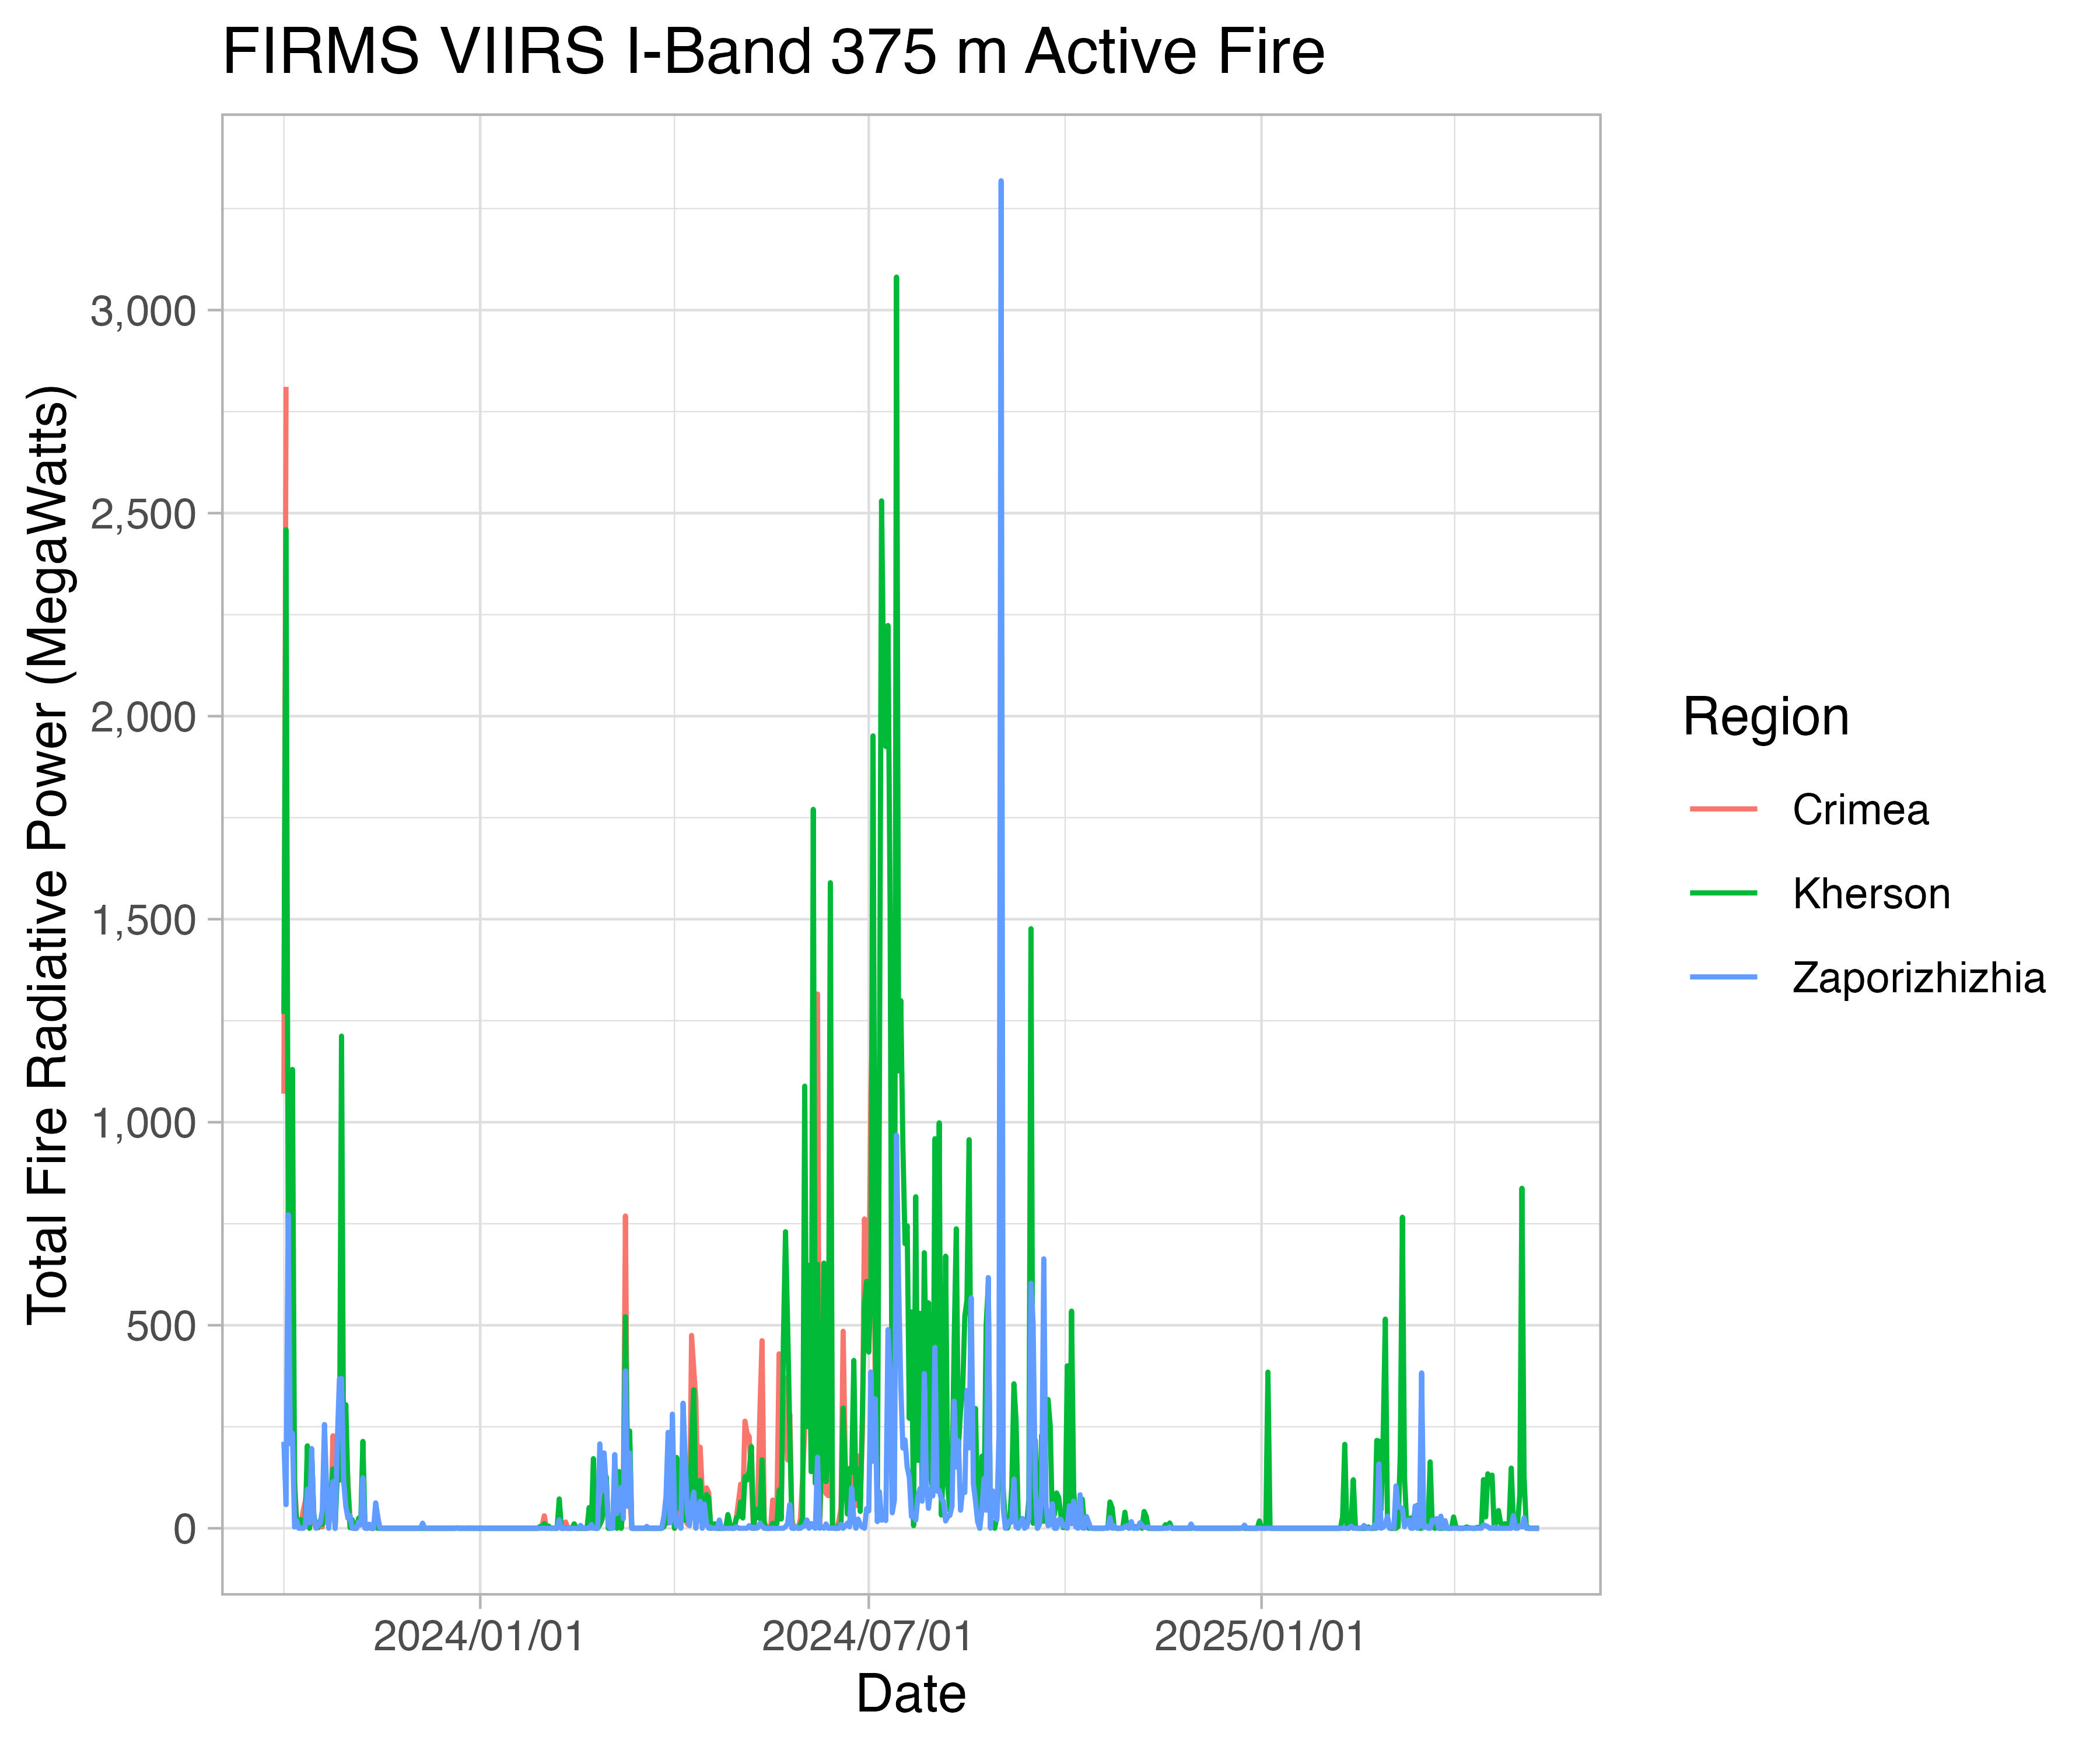 FIRMS VIIRS I-Band 375 m Active Fire
Total Fire Radiative Power (MegaWatts)
3,000
2,500
2,000
1,500
1,000
500
0
2024/01/01
2024/07/01
2025/01/01
Date
Region
Crimea
Kherson
Zaporizhizhia